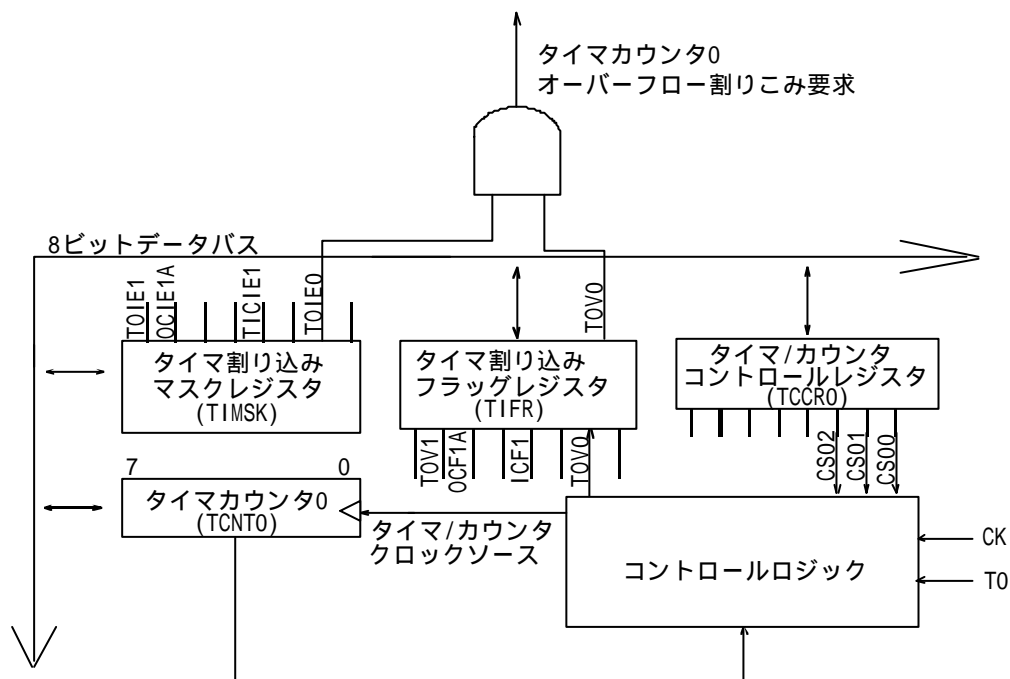 タイマカウンタ0
オーバーフロー割りこみ要求
8ビットデータバス
TOIE1
OCIE1A
TICIE1
TOIE0
TOV0
タイマ割り込み
マスクレジスタ
(TIMSK)
タイマ割り込み
フラッグレジスタ
(TIFR)
タイマ/カウンタ
コントロールレジスタ
(TCCR0)
TOV1
OCF1A
ICF1
TOV0
CS02
CS01
CS00
7
0
タイマカウンタ0
(TCNT0)
タイマ/カウンタ
クロックソース
コントロールロジック
CK
T0